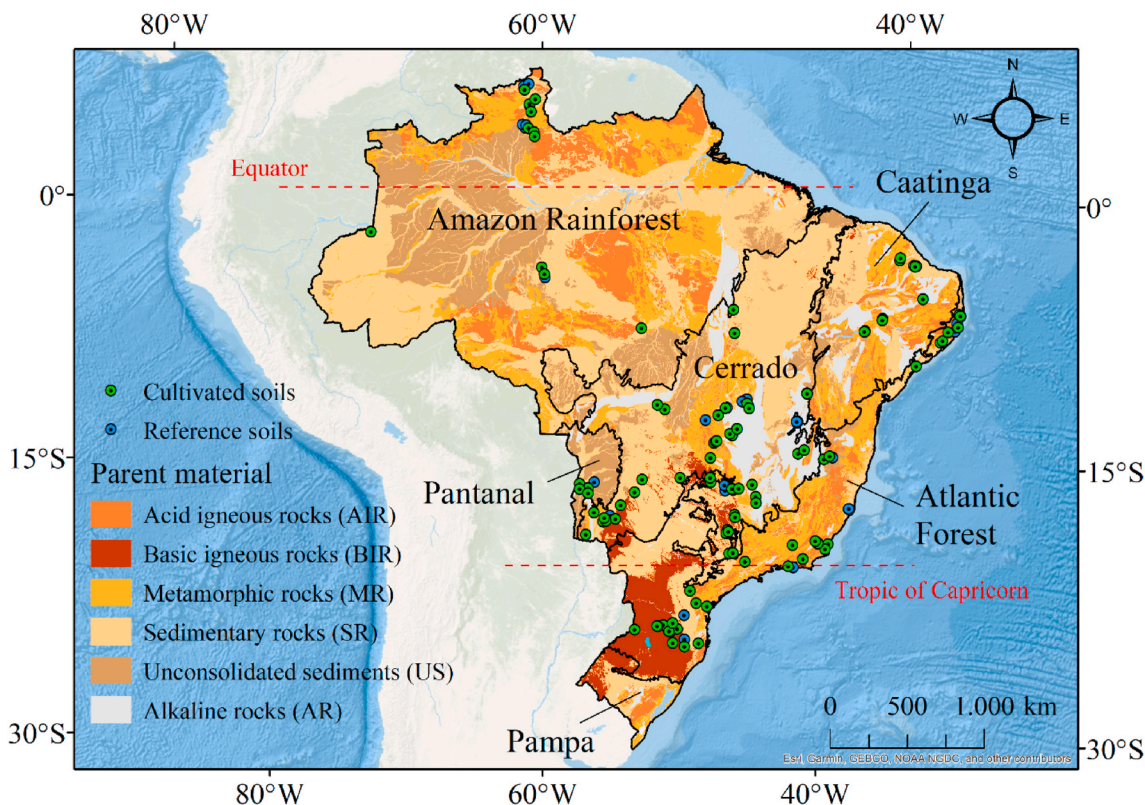 80°W
60°W
40°W
N
W
E
S
Equator
Caatinga
0°
Amazon Rainforest
0°
Cerrado
Cultivated soils
Reference soils
15°S
Parent material
Pantanal
15°S
Acid igneous rocks (AIR)
Atlantic
Forest
Basic igneous rocks (BIR)
Metamorphic rocks (MR)
Tropic of Capricorn
Sedimentary rocks (SR)
Unconsolidated sediments (US)
0 500 1.000 km
Alkaline rocks (AR)
Pampa
30°S
30°S
Esri, Garmin, GEBCO, NOAA NGDC, and other contributors
80°W
60°W
40°W